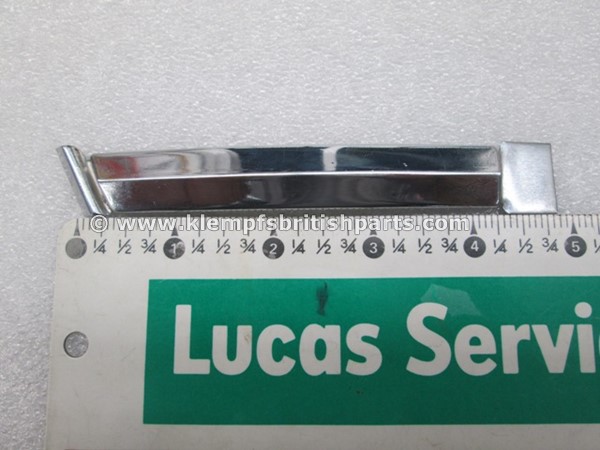 © www.klempfsbritishparts.com ©
¼ ½ ¾ 1 ¼ ½ ¾ 2 ¼ ½ ¾ 3 ¼ ½ ¾ 4 ¼ ½ ¾ 5 ¼
Lucas Servi